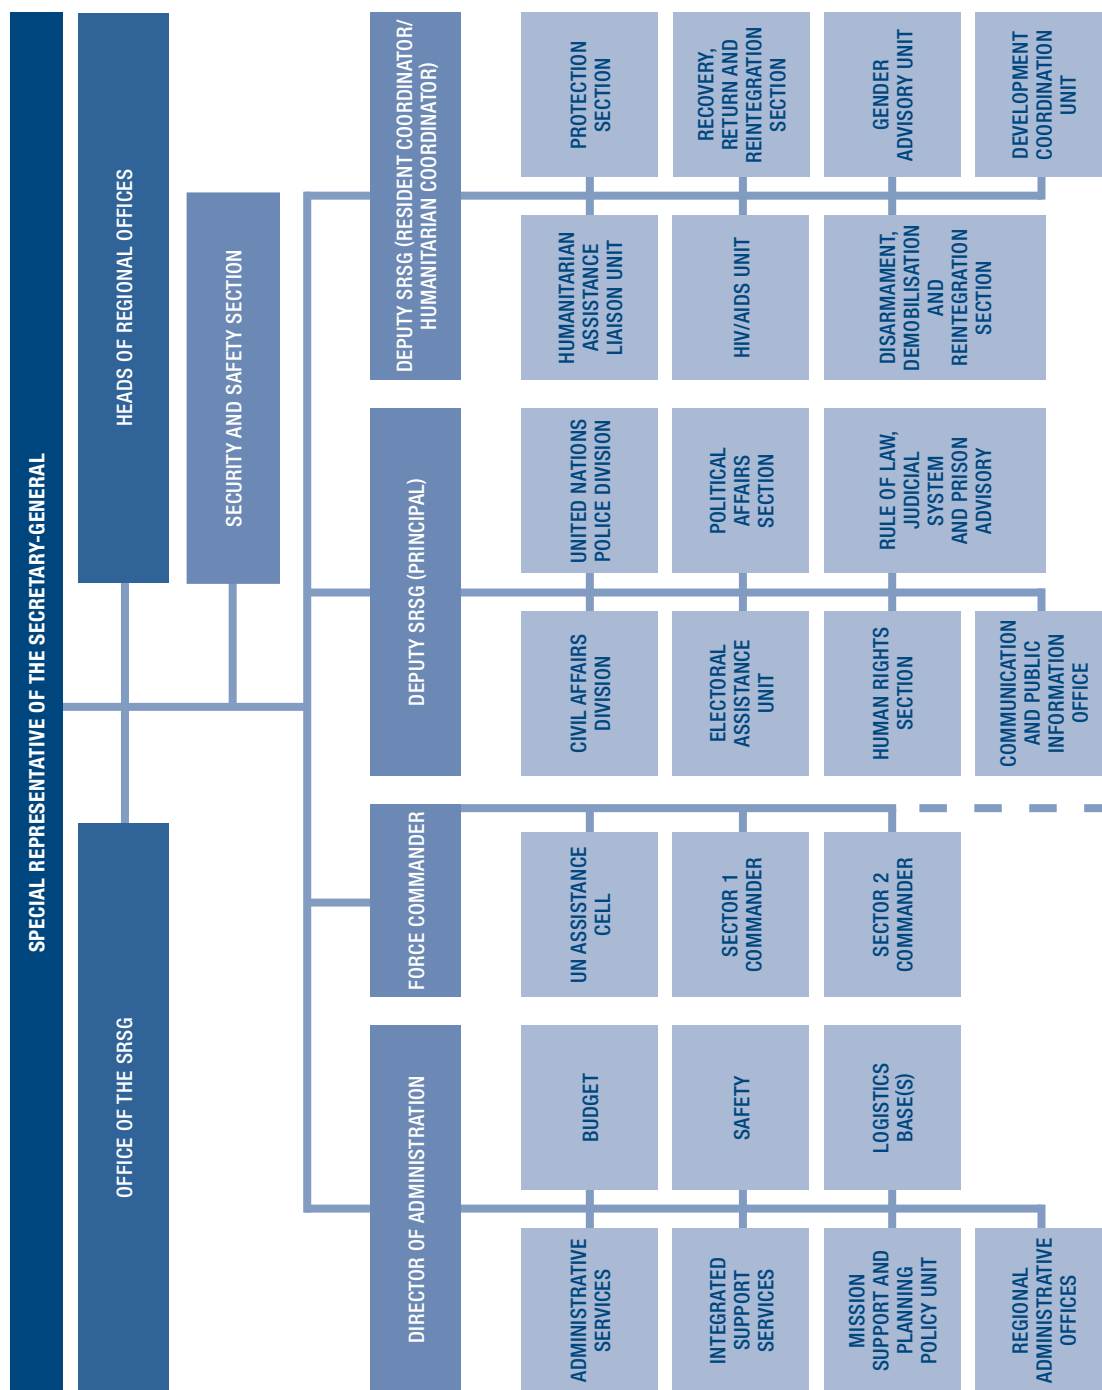 SPECIAL REPRESENTATIVE OF THE SECRETARY-GENERAL
OFFICE OF THE SRSG
HEADS OF REGIONAL OFFICES
SECURITY AND SAFETY SECTION
DIRECTOR OF ADMINISTRATION
FORCE COMMANDER
DEPUTY SRSG (PRINCIPAL)
DEPUTY SRSG (RESIDENT COORDINATOR/
HUMANITARIAN COORDINATOR)
ADMINISTRATIVE
SERVICES
BUDGET
INTEGRATED
SUPPORT
SERVICES
SAFETY
MISSION
SUPPORT AND
PLANNING
POLICY UNIT
LOGISTICS
BASE(S)
REGIONAL
ADMINISTRATIVE
OFFICES
UN ASSISTANCE
CELL
SECTOR 1
COMMANDER
SECTOR 2
COMMANDER
CIVIL AFFAIRS
DIVISION
UNITED NATIONS
POLICE DIVISION
ELECTORAL
ASSISTANCE
UNIT
POLITICAL
AFFAIRS
SECTION
HUMAN RIGHTS
SECTION
RULE OF LAW,
JUDICIAL
SYSTEM
AND PRISON
ADVISORY
COMMUNICATION
AND PUBLIC
INFORMATION
OFFICE
HUMANITARIAN
ASSISTANCE
LIAISON UNIT
PROTECTION
SECTION
HIV/AIDS UNIT
RECOVERY,
RETURN AND
REINTEGRATION
SECTION
DISARMAMENT,
DEMOBILISATION
AND
REINTEGRATION
SECTION
GENDER
ADVISORY UNIT
DEVELOPMENT
COORDINATION
UNIT